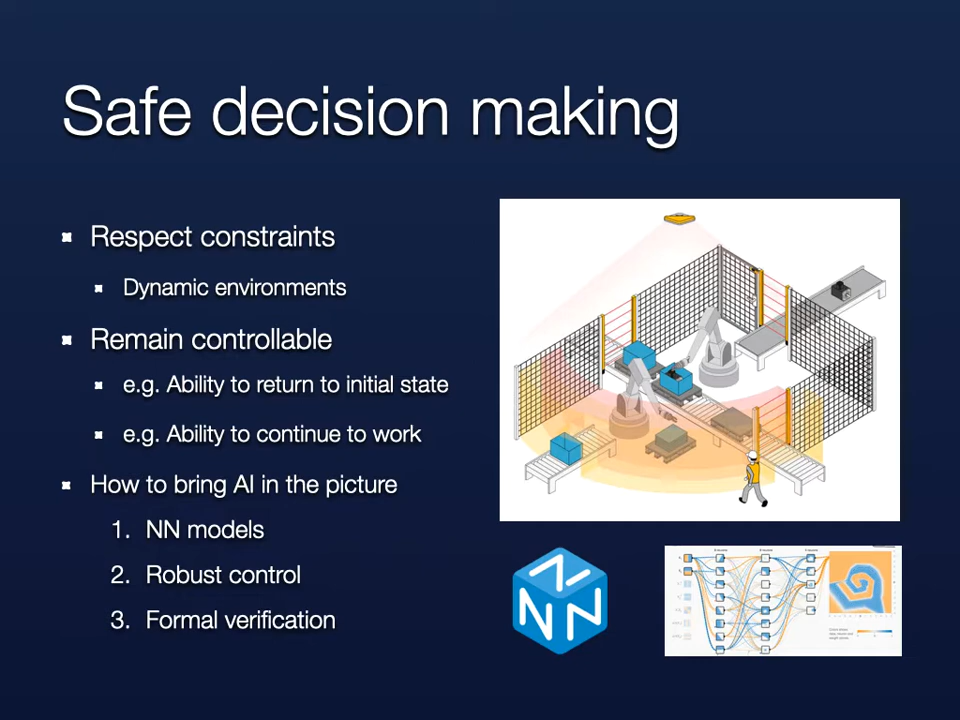 Safe decision making
Respect constraints
Dynamic environments
Remain controllable
e.g. Ability to return to initial state
e.g. Ability to continue to work
How to bring AI in the picture
1. NN models
2. Robust control
3. Formal verification
NN